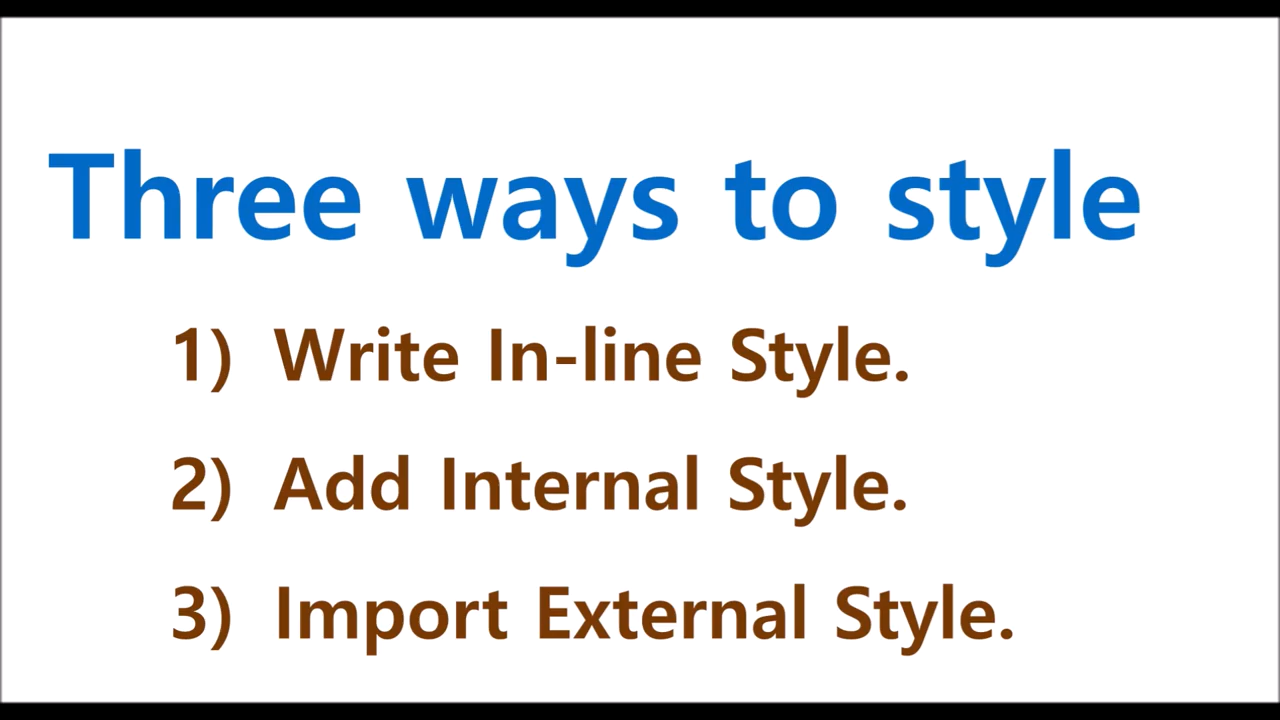 Three ways to style
1) Write In-line Style.
2) Add Internal Style.
3) Import External Style.